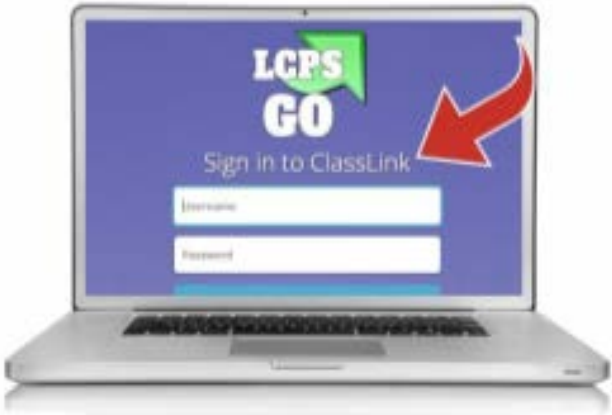 LCPS
GO
Sign in to ClassLink
Username
Password